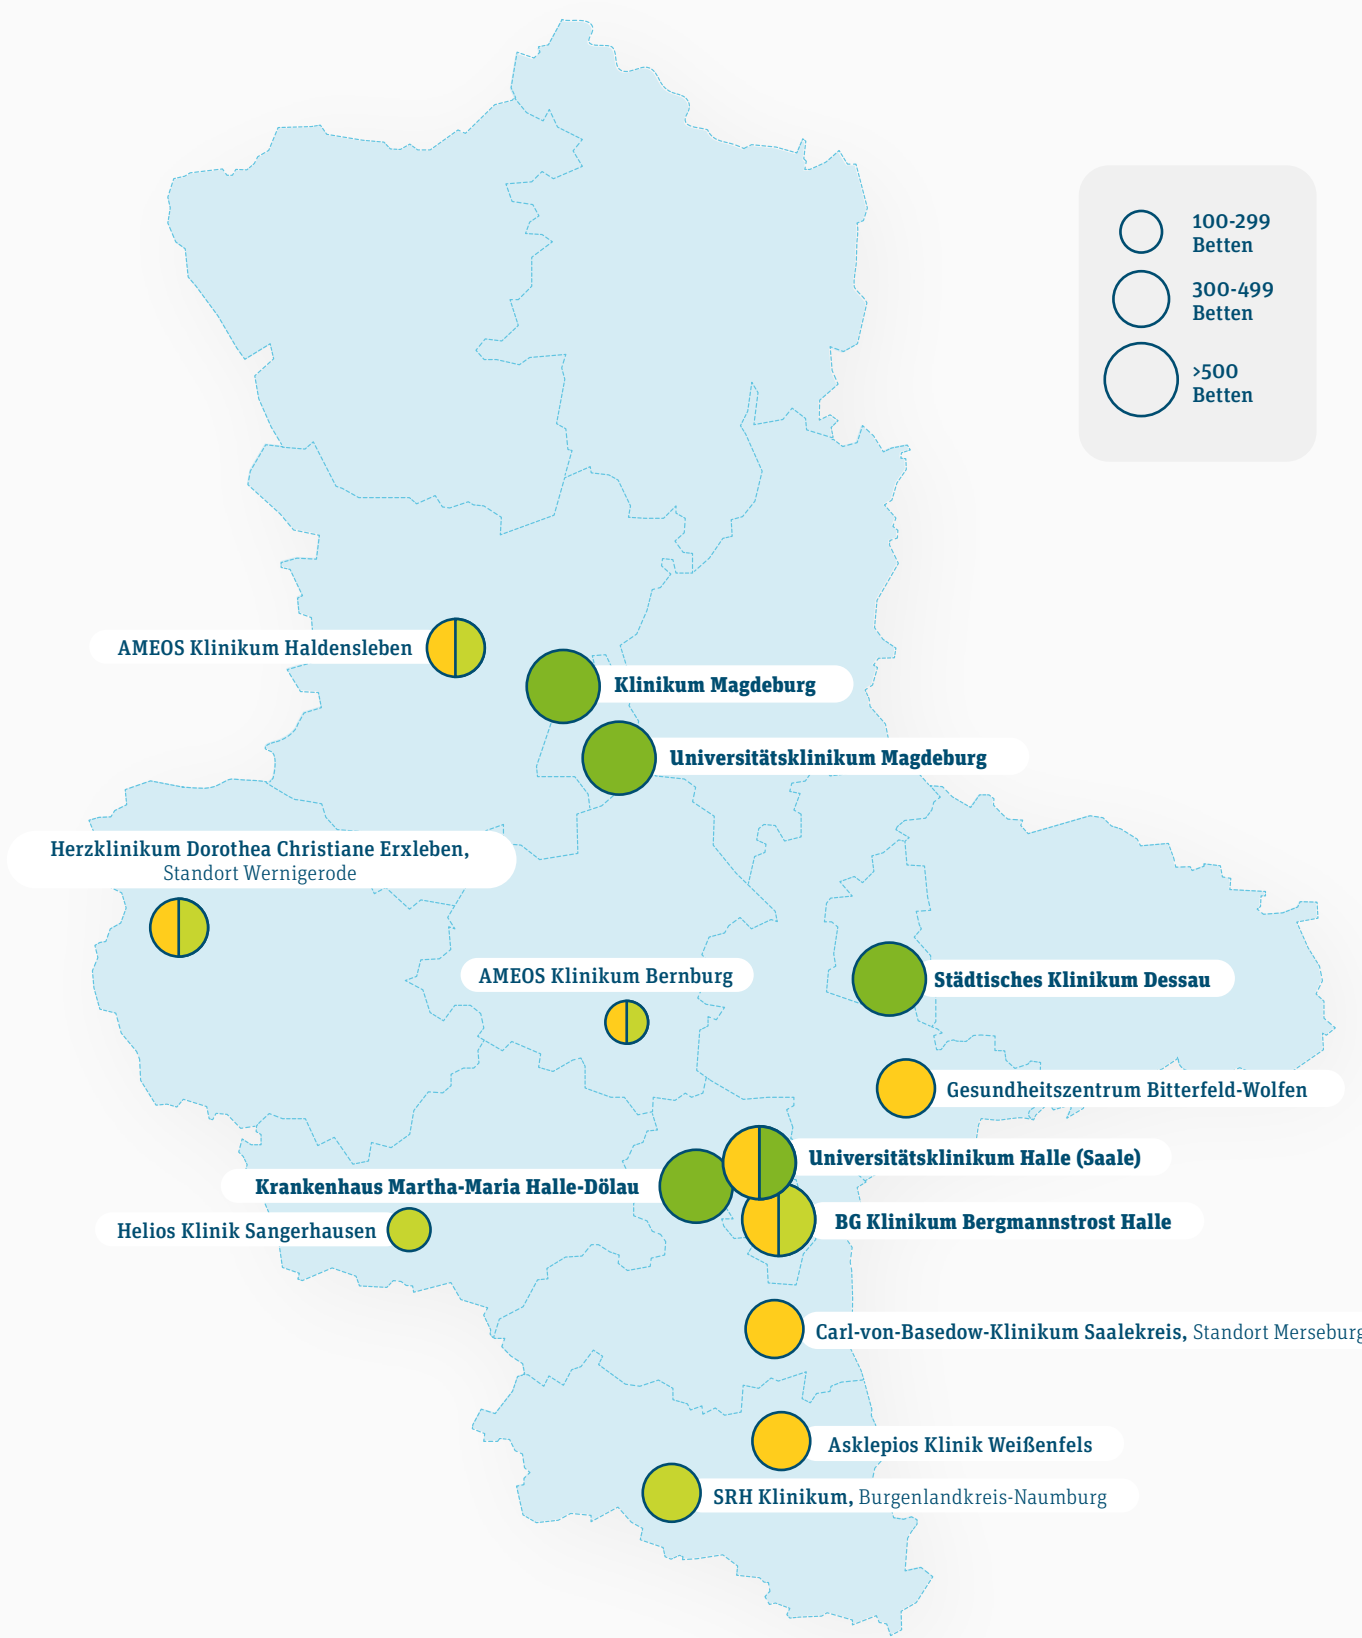 100-299
Betten
300-499
Betten
>500
Betten
AMEOS Klinikum Haldensleben
Klinikum Magdeburg
Universitätsklinikum Magdeburg
Herzklinikum Dorothea Christiane Erxleben,
Standort Wernigerode
AMEOS Klinikum Bernburg
Städtisches Klinikum Dessau
Gesundheitszentrum Bitterfeld-Wolfen
Universitätsklinikum Halle (Saale)
Krankenhaus Martha-Maria Halle-Dölau
BG Klinikum Bergmannstrost Halle
Helios Klinik Sangerhausen
Carl-von-Basedow-Klinikum Saalekreis, Standort Merseburg
Asklepios Klinik Weißenfels
SRH Klinikum, Burgenlandkreis-Naumburg